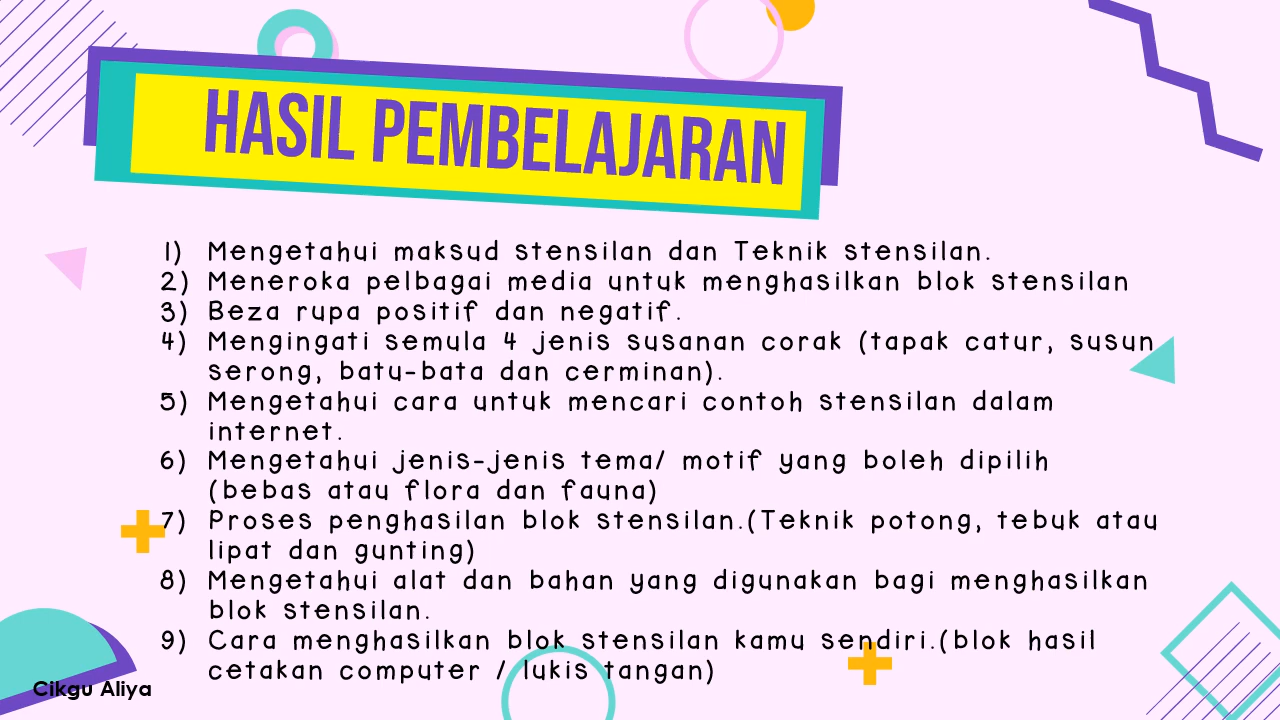 HASIL PEMBELAJARAN
1) Mengetahui maksud stensilan dan Teknik stensilan.
2) Meneroka pelbagai media untuk menghasilkan blok stensilan
3) Beza rupa positif dan negatif.
4) Mengingati semula 4 jenis susanan corak (tapak catur, susun
serong, batu-bata dan cerminan).
5) Mengetahui cara untuk mencari contoh stensilan dalam
internet.
6) Mengetahui jenis-jenis tema/ motif yang boleh dipilih
(bebas atau flora dan fauna)
7) Proses penghasilan blok stensilan.(Teknik potong, tebuk atau
lipat dan gunting)
8) Mengetahui alat dan bahan yang digunakan bagi menghasilkan
blok stensilan.
9) Cara menghasilkan blok stensilan kamu sendiri.(blok hasil
cetakan computer / lukis tangan)
Cikgu Aliya